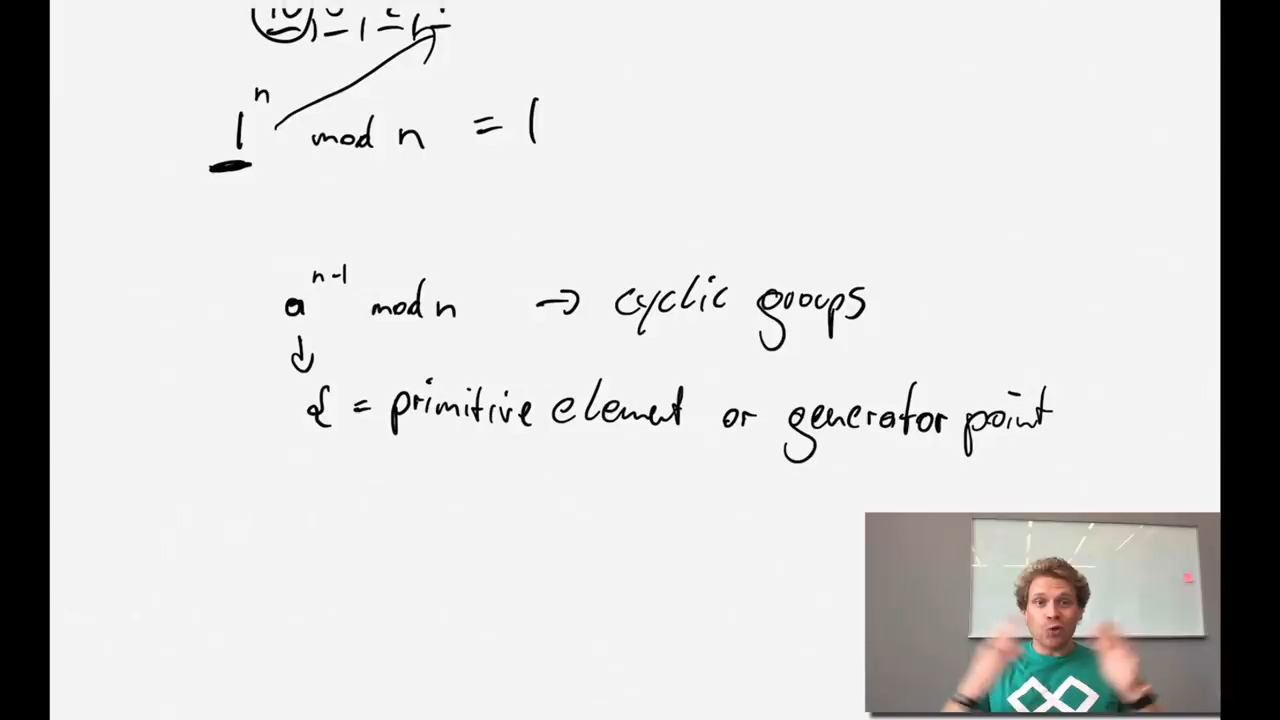 1^n mod n = 1
a^{n-1} mod n → cyclic groups
↓
α = primitive element or generator point